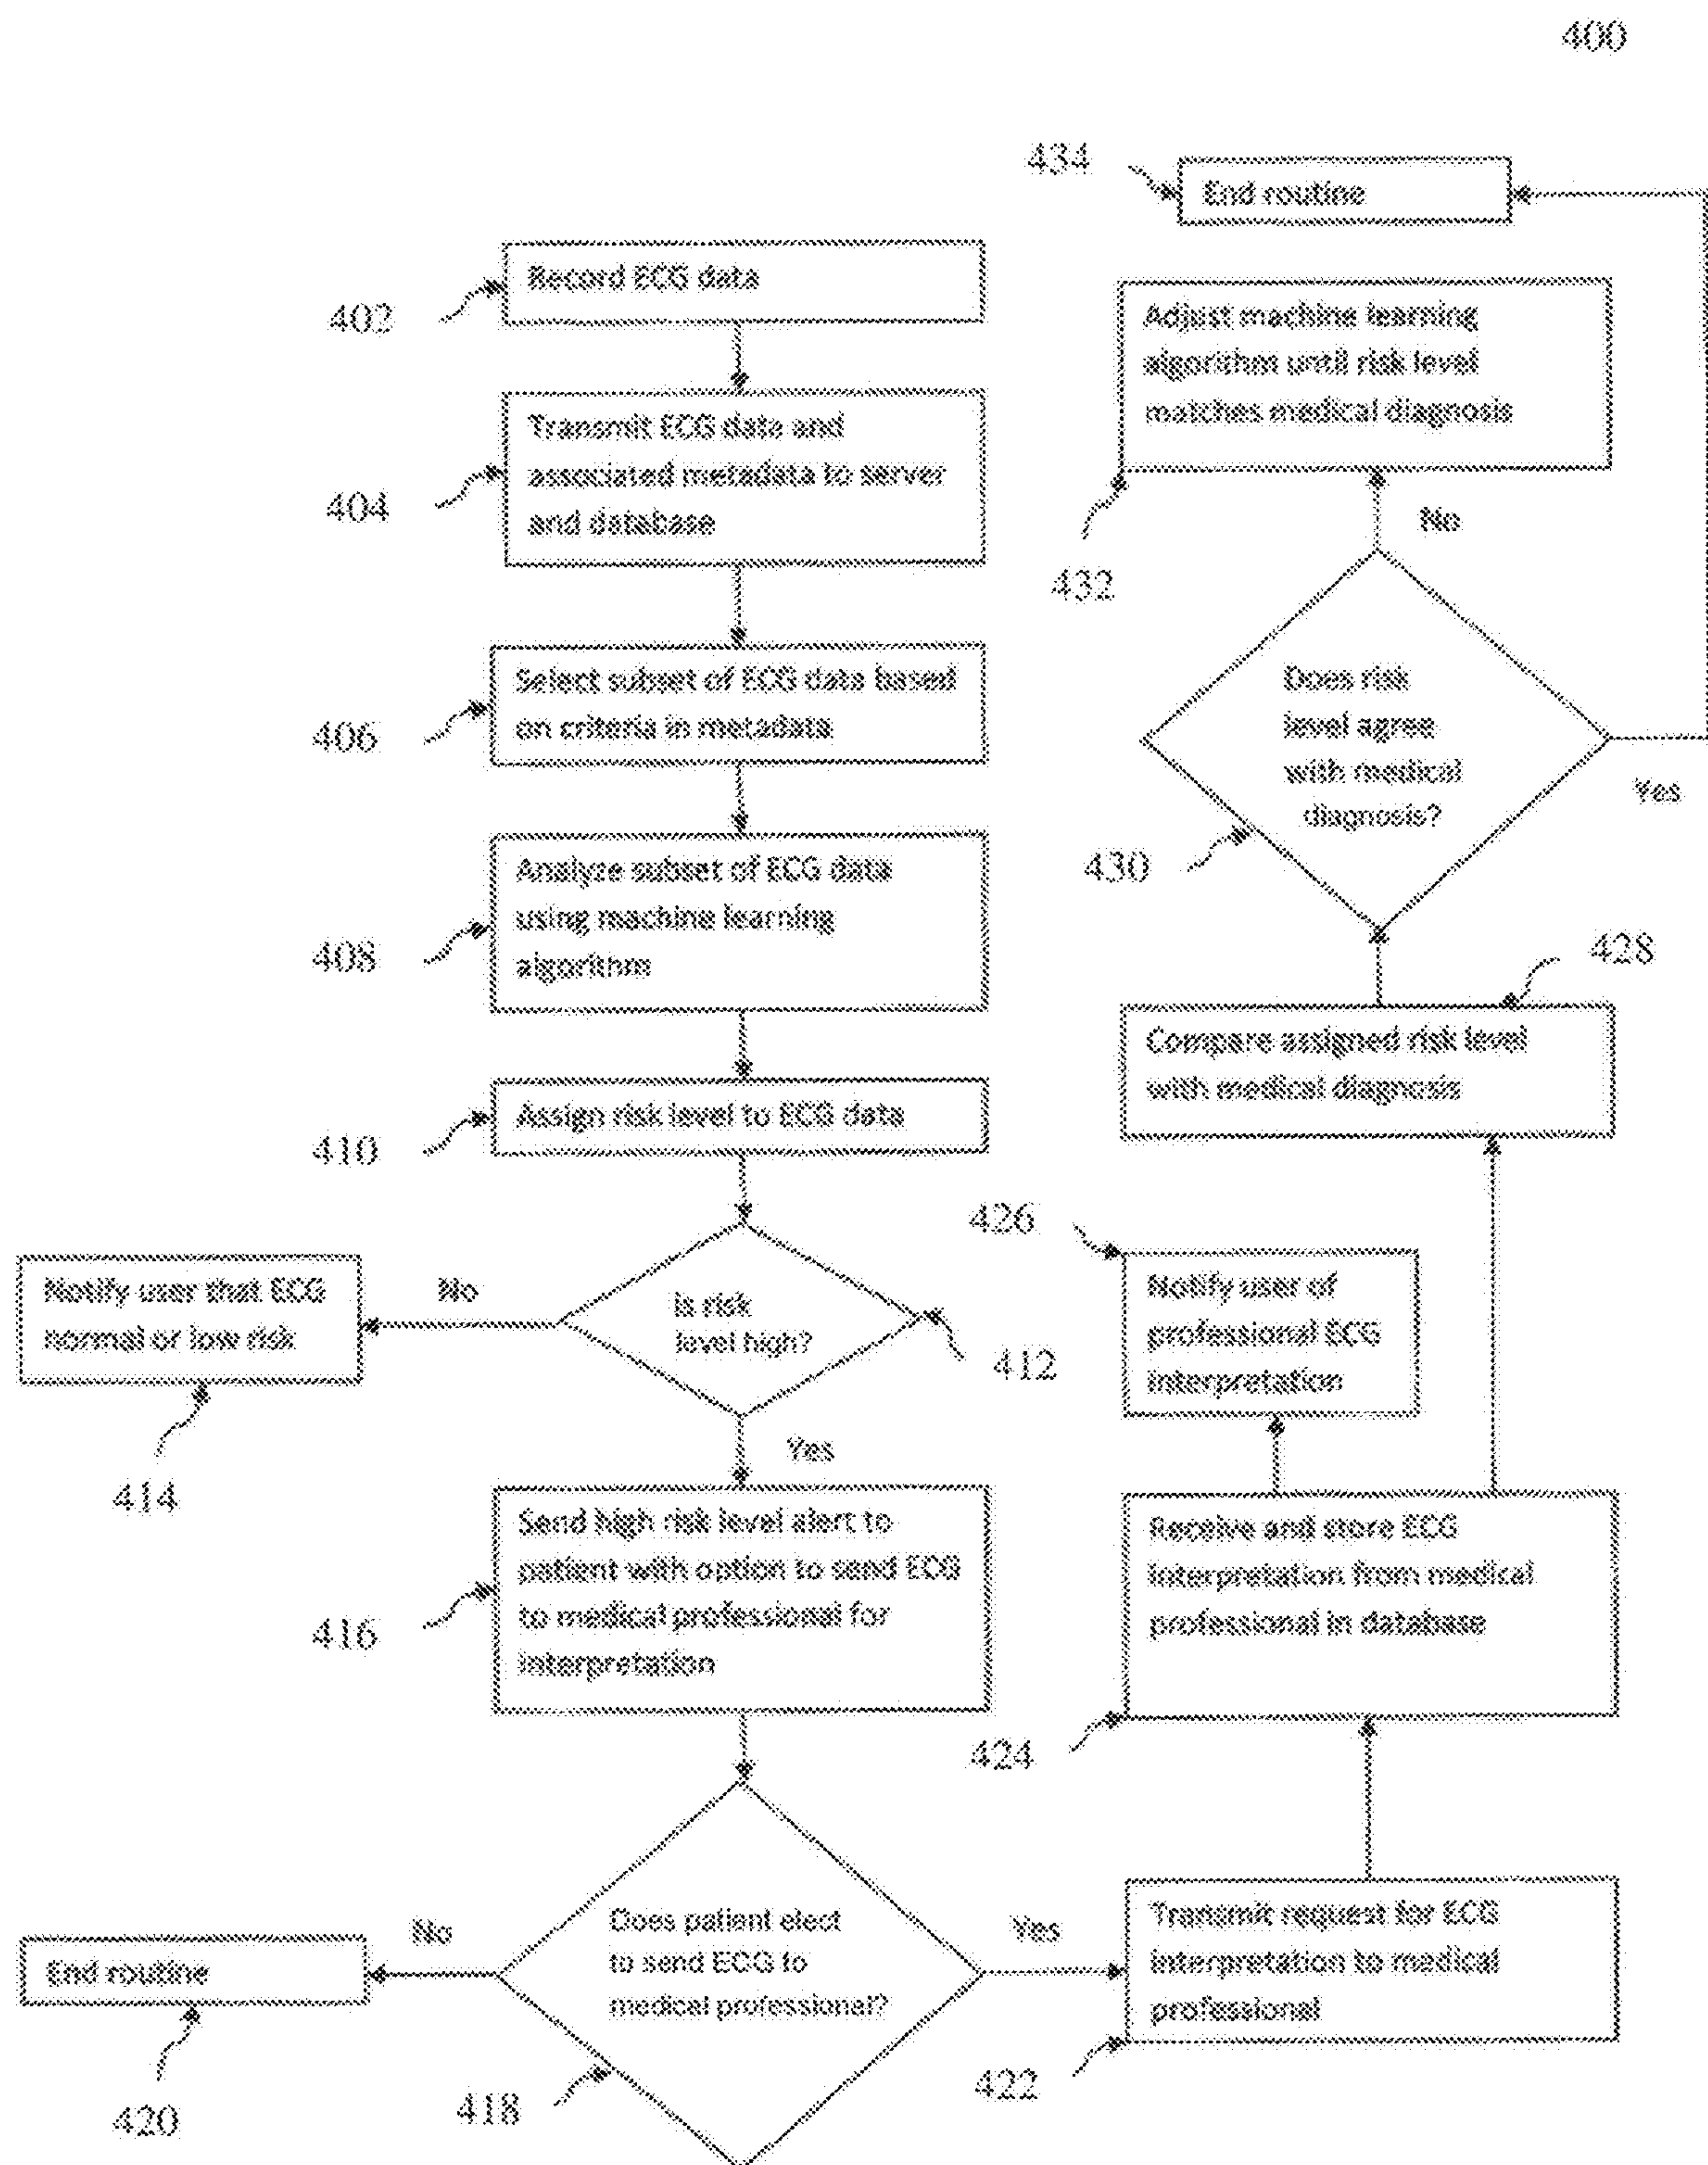 400
402
Record ECG data
404
Transmit ECG data and
associated metadata to server
and database
406
Select subset of ECG data based
on criteria in metadata
408
Analyze subset of ECG data
using machine learning
algorithm
410
Assign risk level to ECG data
Is risk
level high?
412
No
Notify user that ECG
normal or low risk
414
Yes
416
Send high risk level alert to
patient with option to send ECG
to medical professional for
interpretation
Does patient elect
to send ECG to
medical professional?
418
No
End routine
420
Yes
Transmit request for ECG
interpretation to medical
professional
422
Receive and store ECG
interpretation from medical
professional in database
424
426
Notify user of
professional ECG
interpretation
428
Compare assigned risk level
with medical diagnosis
Does risk
level agree
with medical
diagnosis?
430
No
Adjust machine learning
algorithm until risk level
matches medical diagnosis
432
Yes
434
End routine